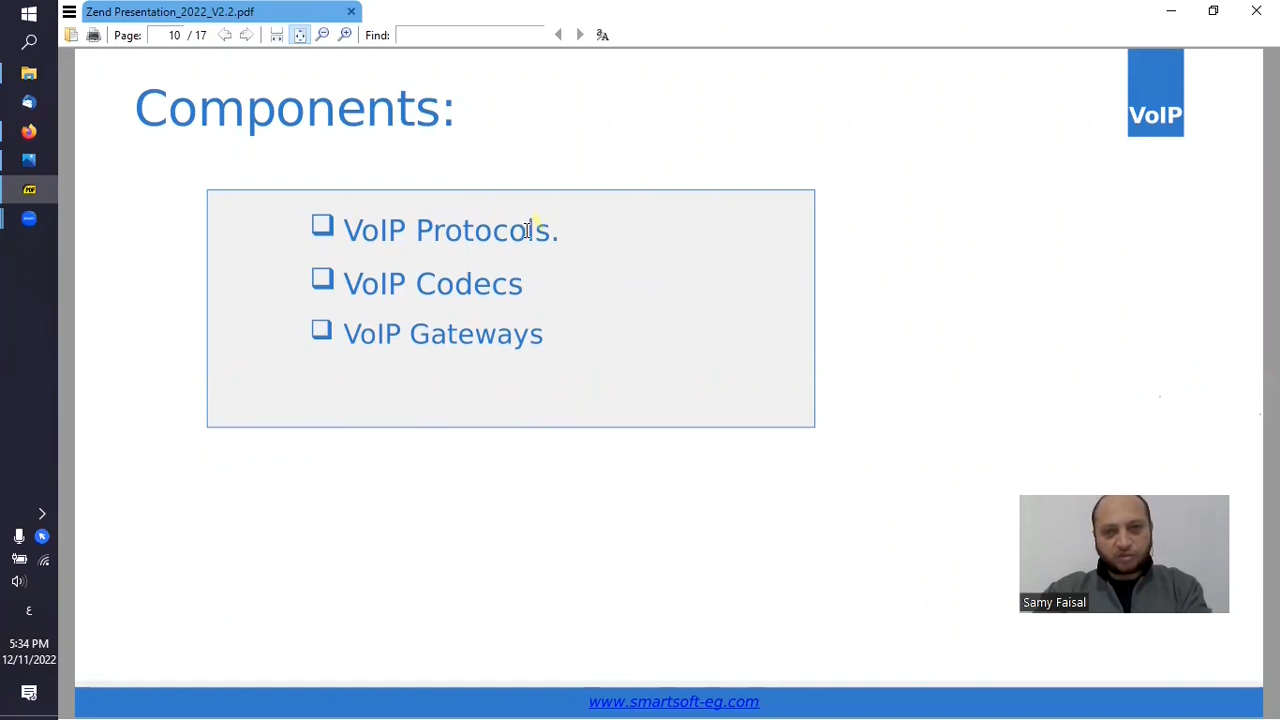 Zend Presentation_2022_V2.2.pdf
Page: 10 / 17 Find:
VoIP
Components:
VoIP Protocols.
VoIP Codecs
VoIP Gateways
Samy Faisal
www.smartsoft-eg.com
PDF
ع
5:34 PM
12/11/2022